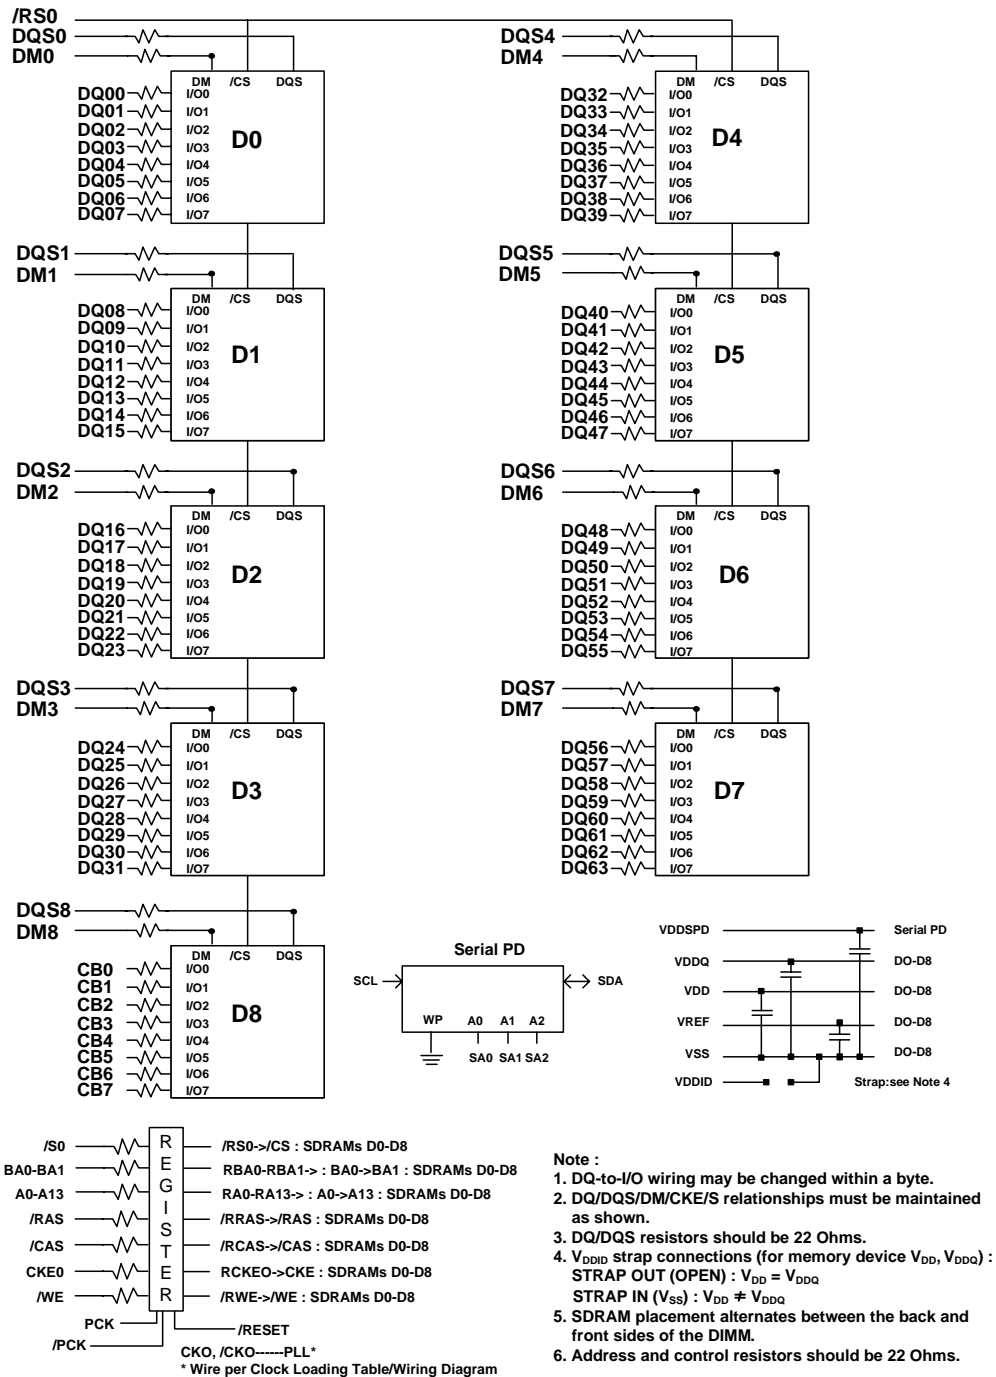 /RS0
DQS0
DM0
DM /CS DQS
DQ00 I/O0
DQ01 I/O1
DQ02 I/O2
DQ03 I/O3
DQ04 I/O4
DQ05 I/O5
DQ06 I/O6
DQ07 I/O7
D0
DQS1
DM1
DM /CS DQS
DQ08 I/O0
DQ09 I/O1
DQ10 I/O2
DQ11 I/O3
DQ12 I/O4
DQ13 I/O5
DQ14 I/O6
DQ15 I/O7
D1
DQS2
DM2
DM /CS DQS
DQ16 I/O0
DQ17 I/O1
DQ18 I/O2
DQ19 I/O3
DQ20 I/O4
DQ21 I/O5
DQ22 I/O6
DQ23 I/O7
D2
DQS3
DM3
DM /CS DQS
DQ24 I/O0
DQ25 I/O1
DQ26 I/O2
DQ27 I/O3
DQ28 I/O4
DQ29 I/O5
DQ30 I/O6
DQ31 I/O7
D3
DQS8
DM8
DM /CS DQS
CB0 I/O0
CB1 I/O1
CB2 I/O2
CB3 I/O3
CB4 I/O4
CB5 I/O5
CB6 I/O6
CB7 I/O7
D8
DQS4
DM4
DM /CS DQS
DQ32 I/O0
DQ33 I/O1
DQ34 I/O2
DQ35 I/O3
DQ36 I/O4
DQ37 I/O5
DQ38 I/O6
DQ39 I/O7
D4
DQS5
DM5
DM /CS DQS
DQ40 I/O0
DQ41 I/O1
DQ42 I/O2
DQ43 I/O3
DQ44 I/O4
DQ45 I/O5
DQ46 I/O6
DQ47 I/O7
D5
DQS6
DM6
DM /CS DQS
DQ48 I/O0
DQ49 I/O1
DQ50 I/O2
DQ51 I/O3
DQ52 I/O4
DQ53 I/O5
DQ54 I/O6
DQ55 I/O7
D6
DQS7
DM7
DM /CS DQS
DQ56 I/O0
DQ57 I/O1
DQ58 I/O2
DQ59 I/O3
DQ60 I/O4
DQ61 I/O5
DQ62 I/O6
DQ63 I/O7
D7
Serial PD
SCL SDA
WP A0 A1 A2
SA0 SA1 SA2
VDDSPD Serial PD
VDDQ DO-D8
VDD DO-D8
VREF DO-D8
VSS DO-D8
VDDID Strap:see Note 4
REGISTER
/S0 /RS0->/CS : SDRAMs D0-D8
BA0-BA1 RBA0-RBA1-> : BA0->BA1 : SDRAMs D0-D8
A0-A13 RA0-RA13-> : A0->A13 : SDRAMs D0-D8
/RAS /RRAS->/RAS : SDRAMs D0-D8
/CAS /RCAS->/CAS : SDRAMs D0-D8
CKE0 RCKEO->CKE : SDRAMs D0-D8
/WE /RWE->/WE : SDRAMs D0-D8
PCK
/PCK
/RESET
CKO, /CKO------PLL*
* Wire per Clock Loading Table/Wiring Diagram
Note :
1. DQ-to-I/O wiring may be changed within a byte.
2. DQ/DQS/DM/CKE/S relationships must be maintained
as shown.
3. DQ/DQS resistors should be 22 Ohms.
4. VDDID strap connections (for memory device VDD, VDDQ) :
STRAP OUT (OPEN) : VDD = VDDQ
STRAP IN (VSS) : VDD ≠ VDDQ
5. SDRAM placement alternates between the back and
front sides of the DIMM.
6. Address and control resistors should be 22 Ohms.